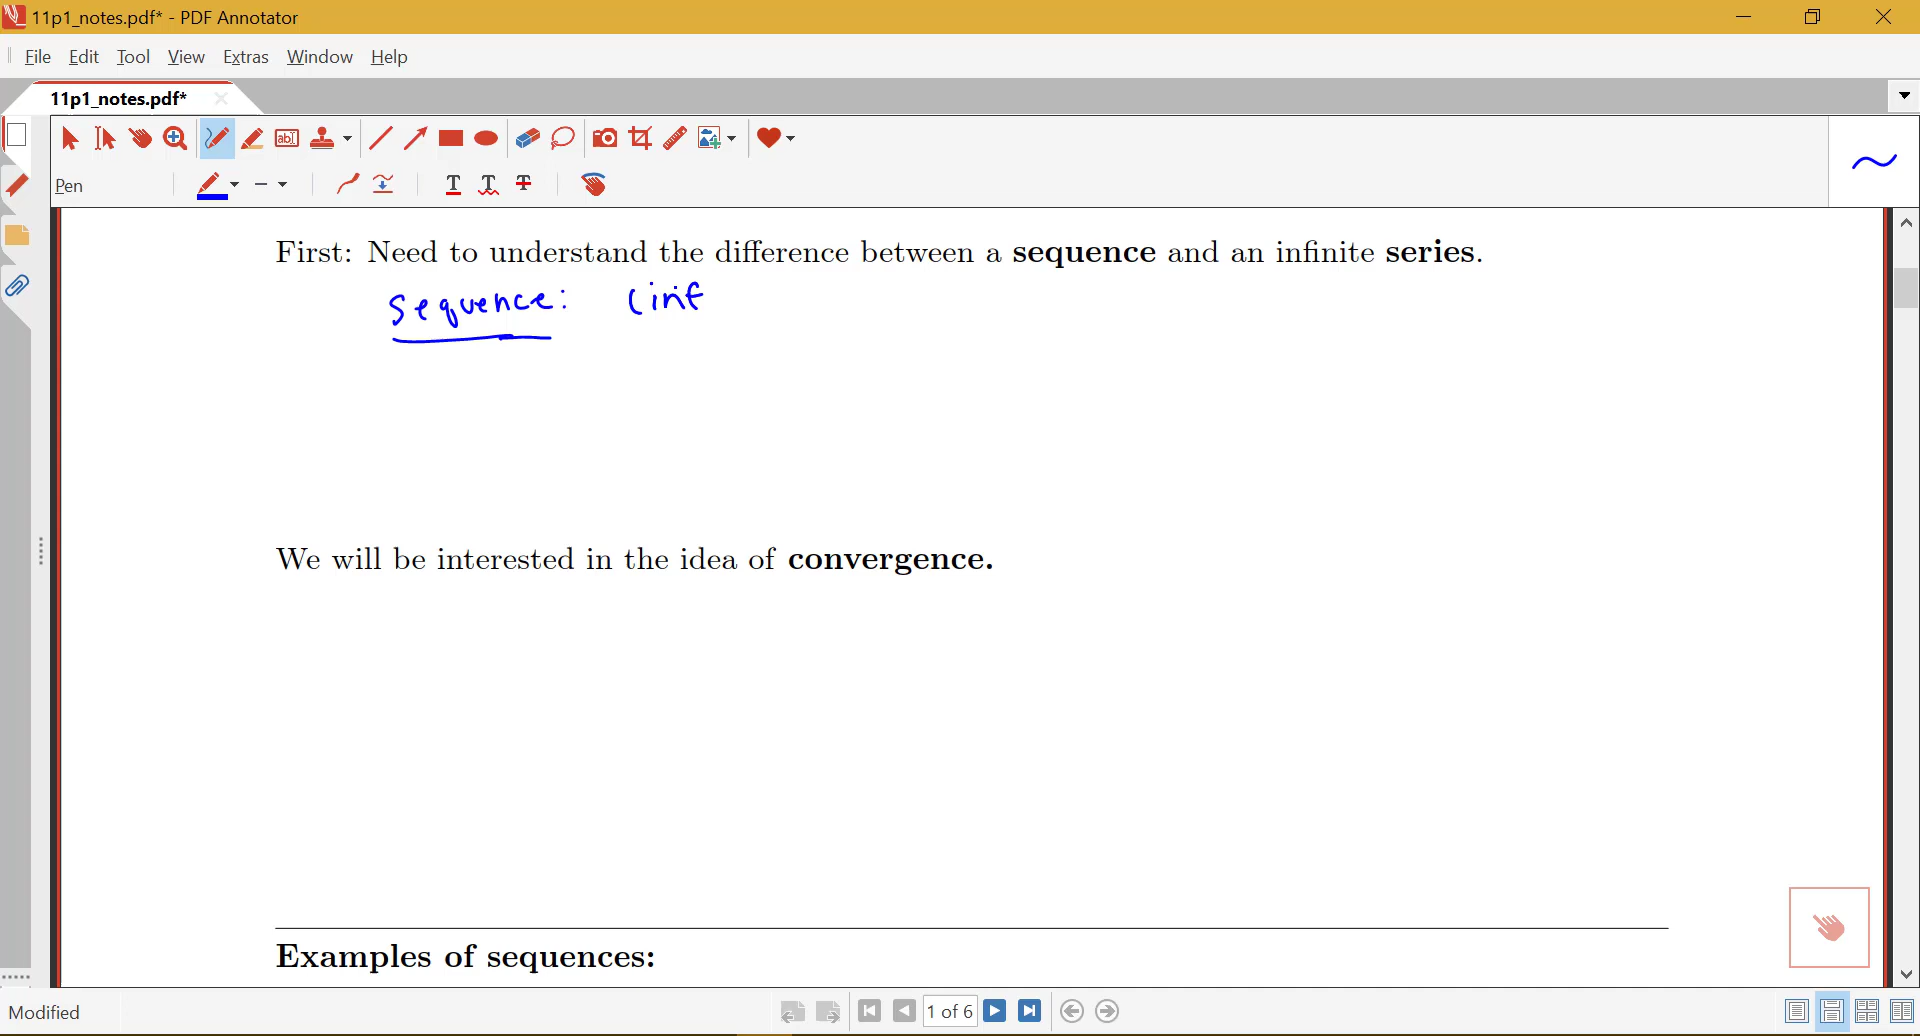 11p1_notes.pdf* - PDF Annotator
File Edit Tool View Extras Window Help
11p1_notes.pdf*
Pen
First: Need to understand the difference between a sequence and an infinite series.
Sequence: (inf
We will be interested in the idea of convergence.
Examples of sequences:
Modified
1 of 6